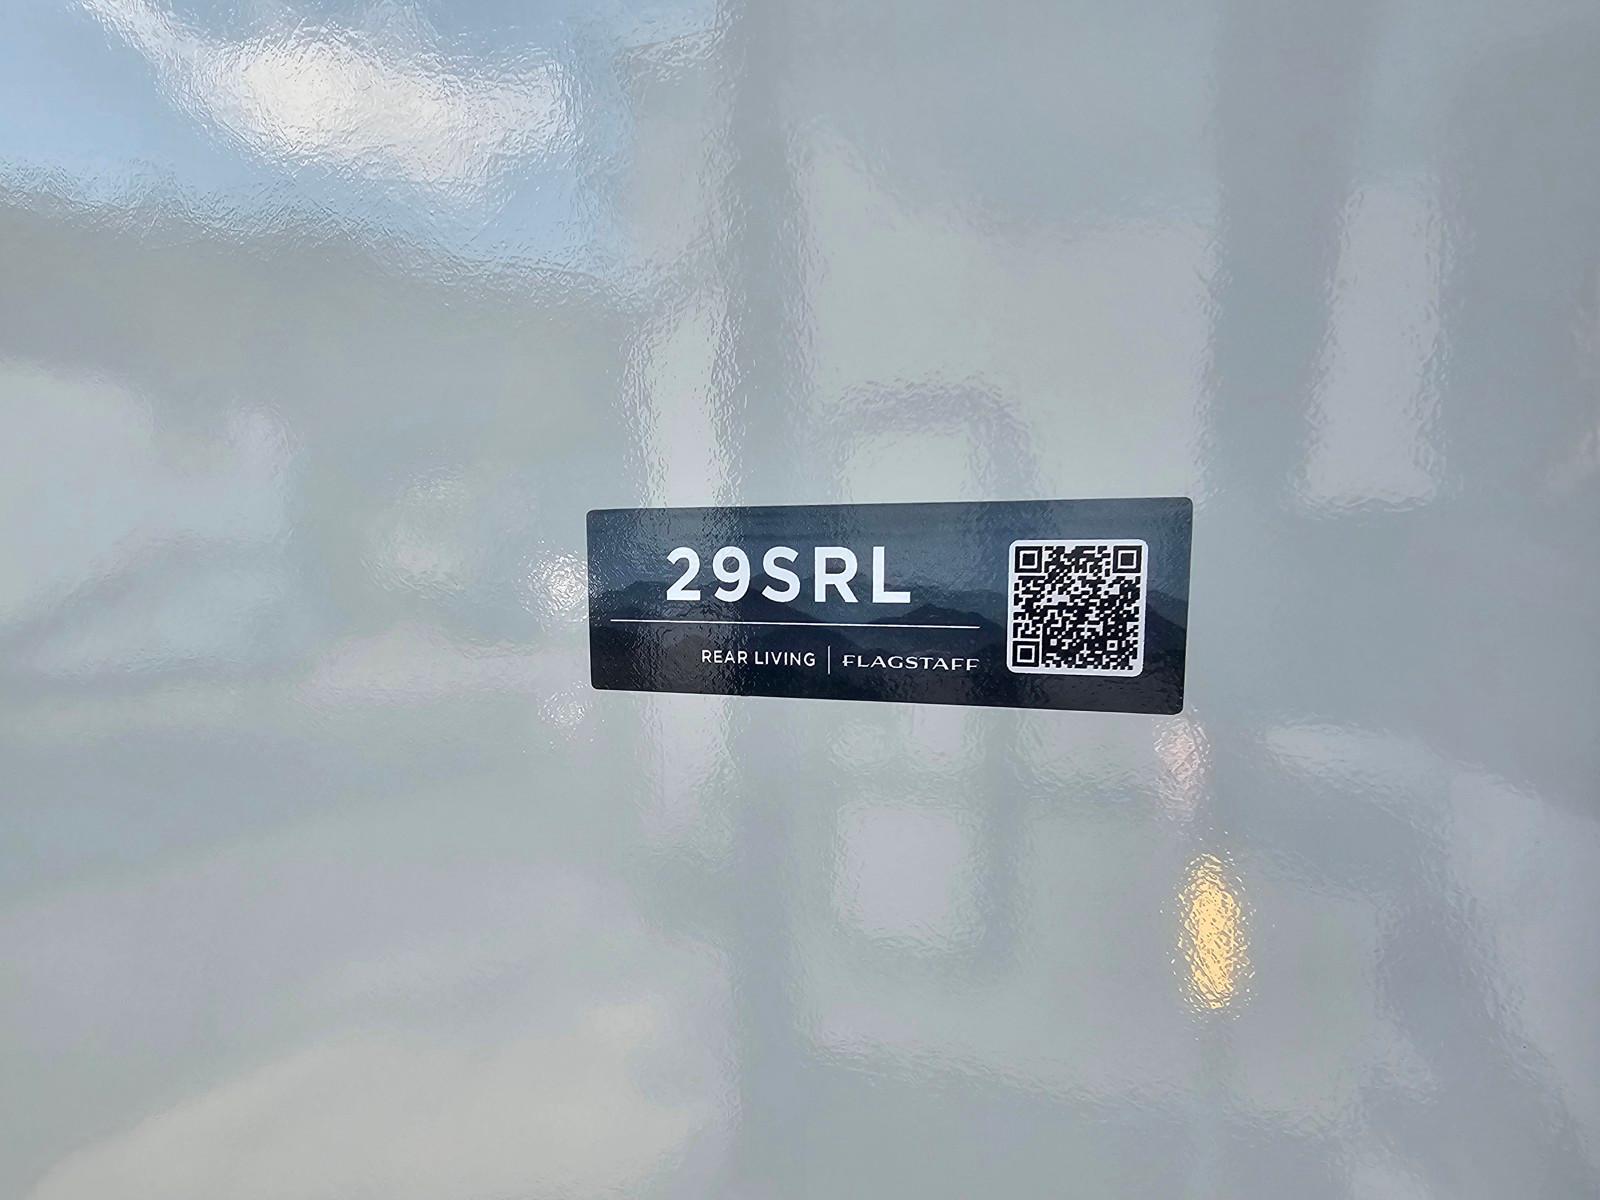 29SRL
REAR LIVING | FLAGSTAFF